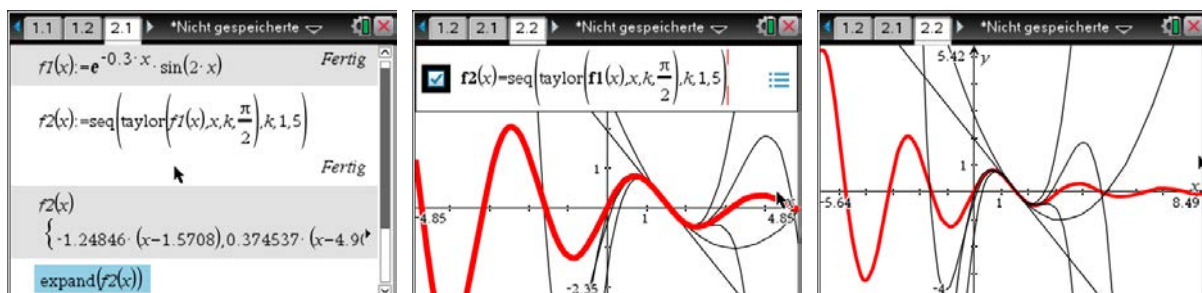 1.1 1.2 2.1 *Nicht gespeicherte
f1(x):=e^-0.3·x·sin(2·x) Fertig
f2(x):=seq(taylor(f1(x),x,k,π/2),k,1,5)
Fertig
f2(x)
{-1.24846·(x-1.5708),0.374537·(x-4.90
expand(f2(x))
1.2 2.1 2.2 *Nicht gespeicherte
f2(x)=seq(taylor(f1(x),x,k,π/2),k,1,5)
1
-4.85 1 4.85
-2.35
1.2 2.1 2.2 *Nicht gespeicherte
5.42 y
1
x
-5.64 1 8.49
-4